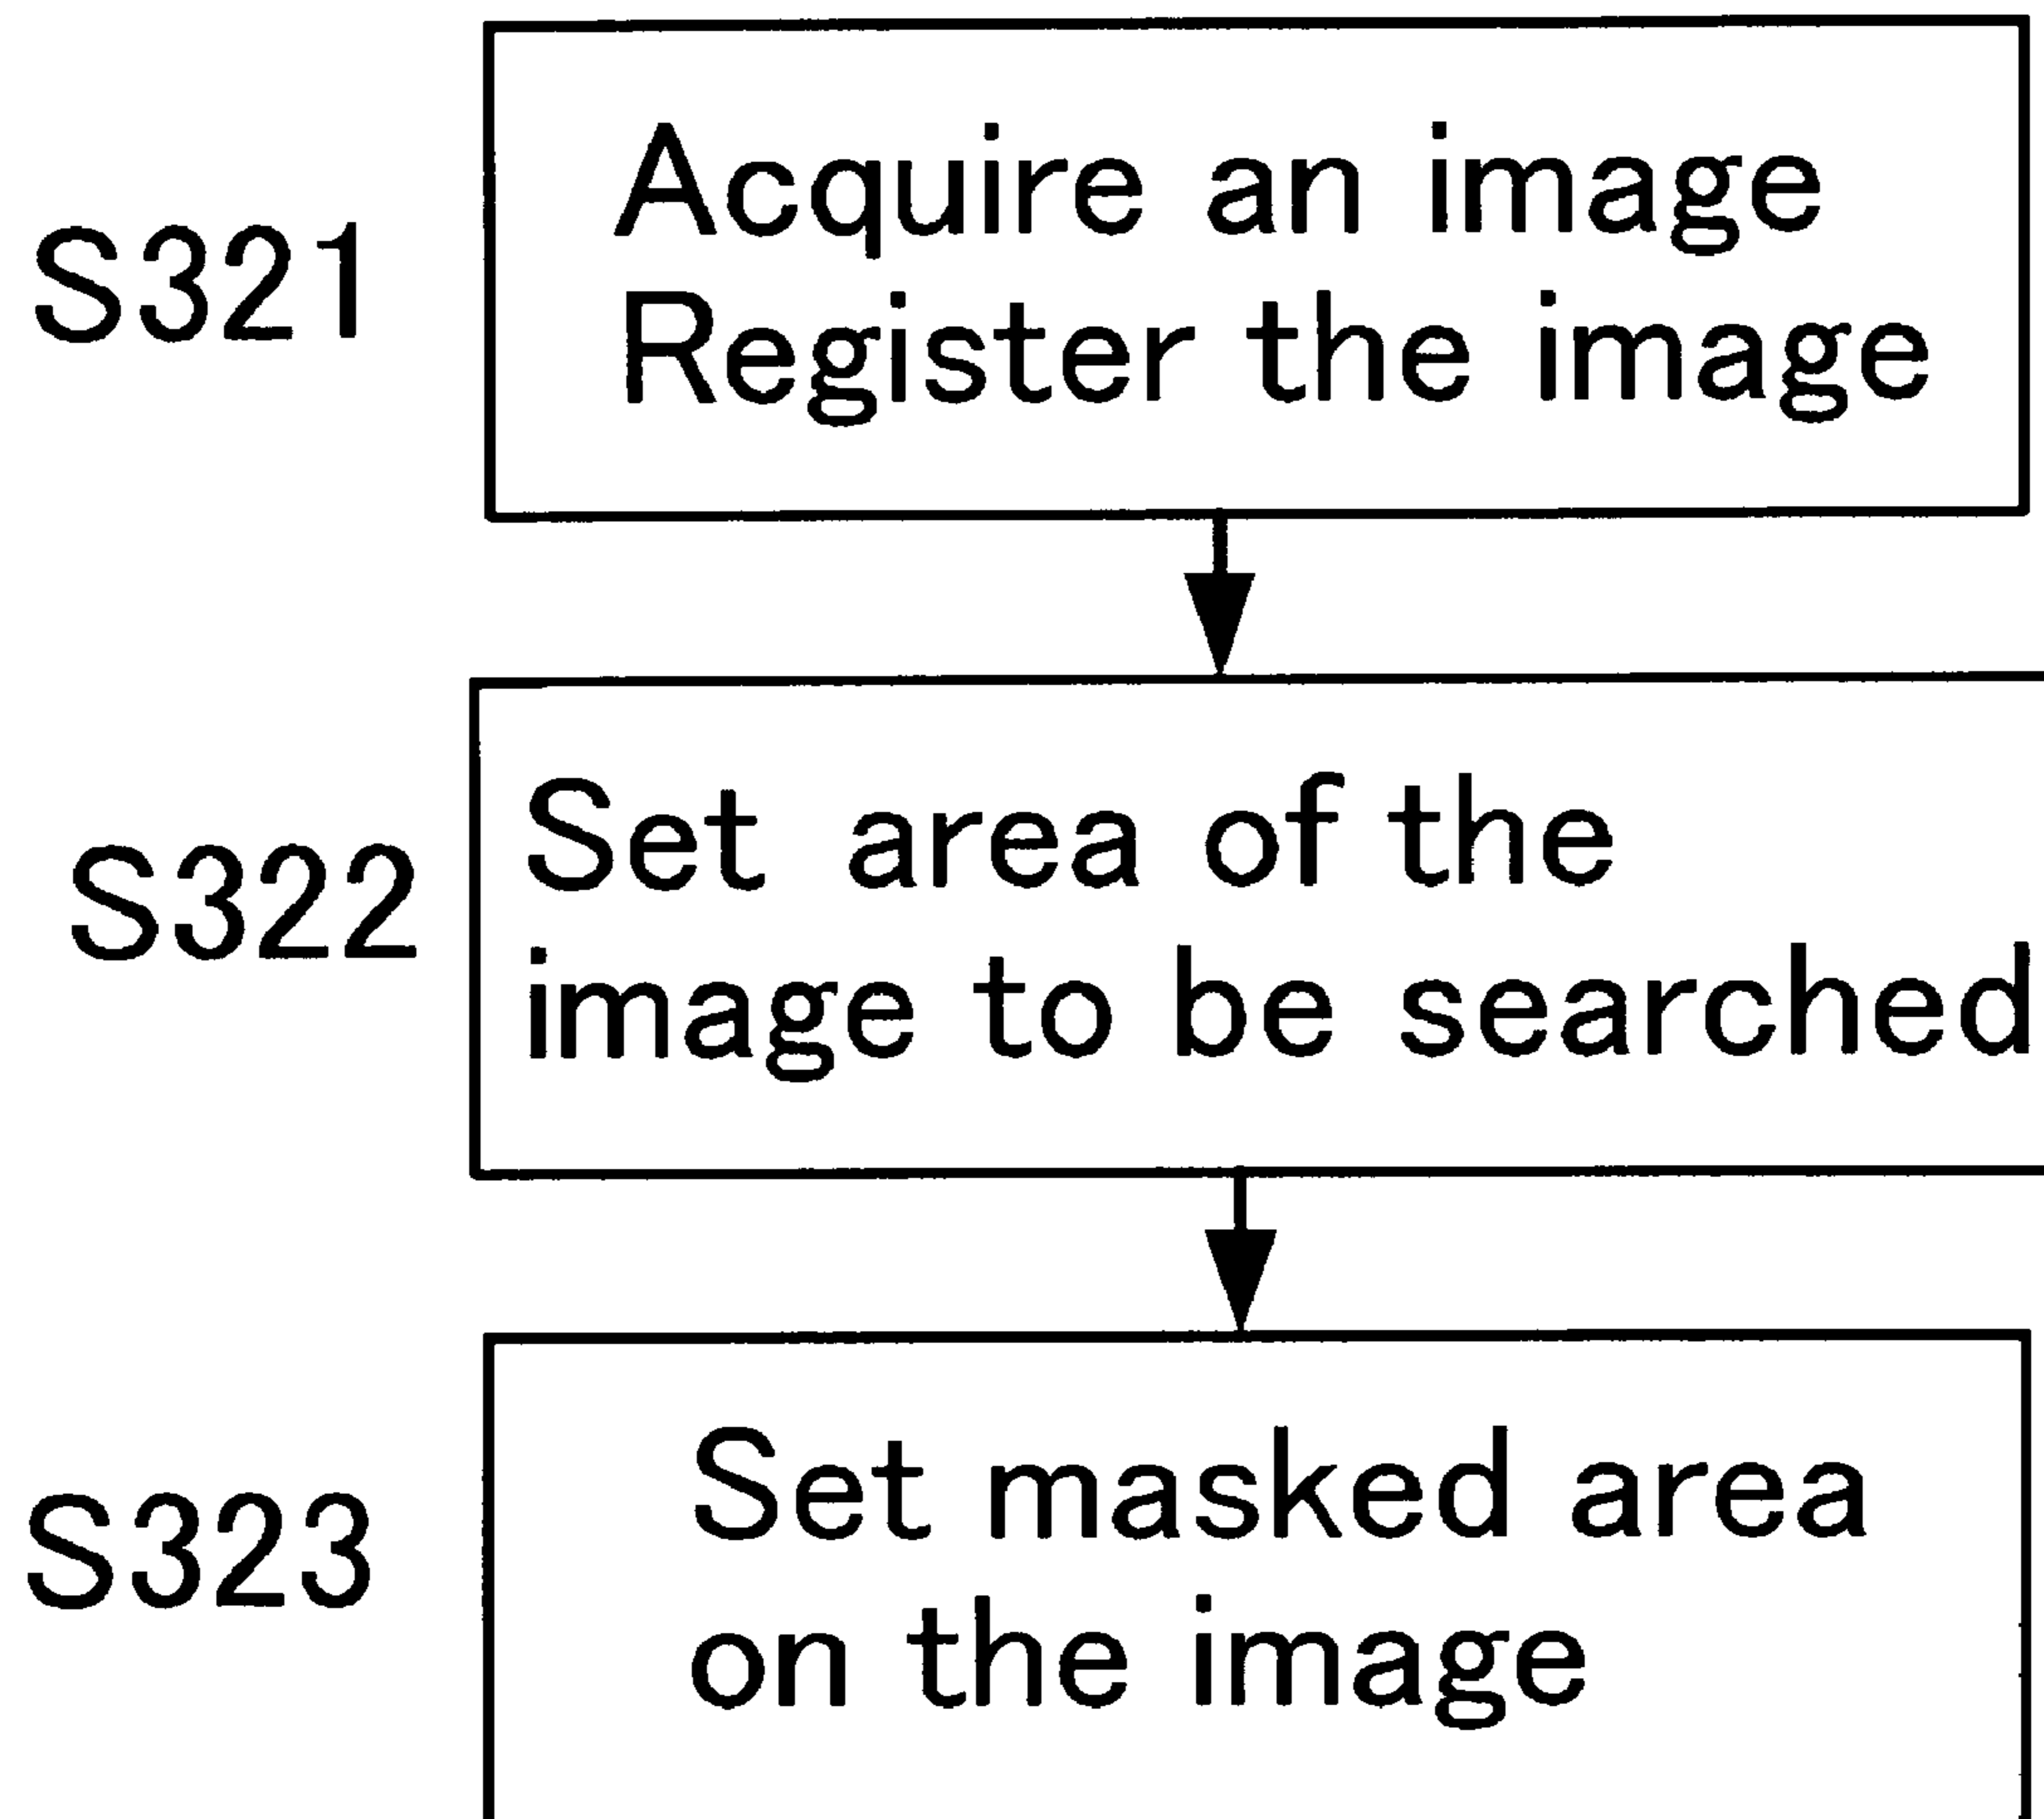 S321
Acquire an image
Register the image
S322
Set area of the
image to be searched
S323
Set masked area
on the image